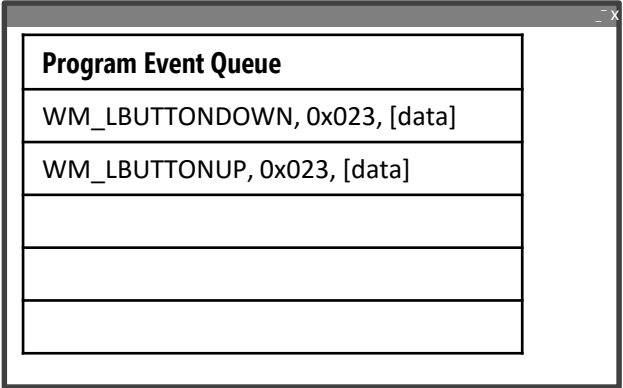 _ ‾ x
Program Event Queue
WM_LBUTTONDOWN, 0x023, [data]
WM_LBUTTONUP, 0x023, [data]